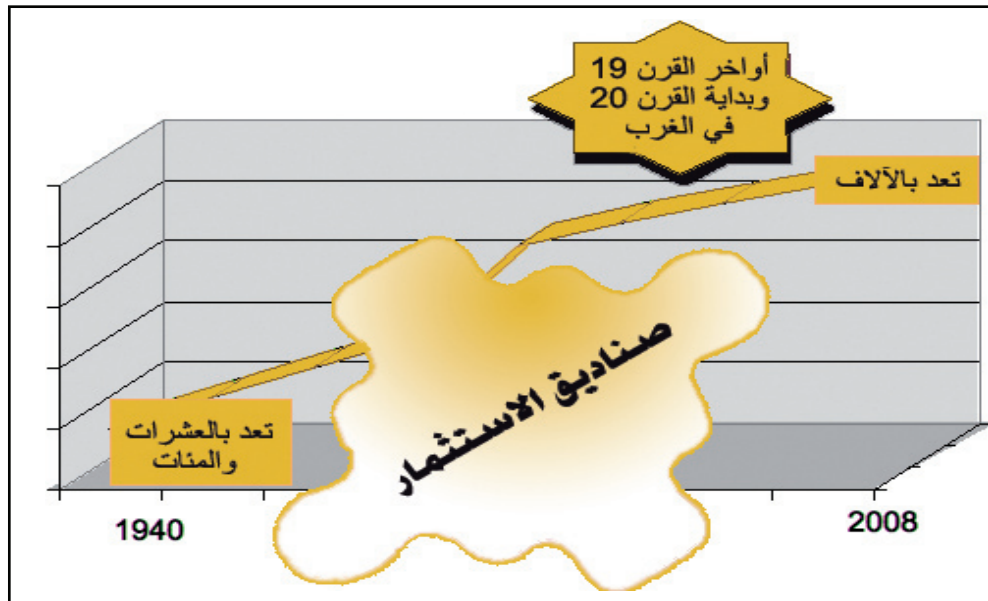 أواخر القرن 19
وبداية القرن 20
في الغرب
تعد بالآلاف
صناديق الاستثمار
تعد بالعشرات
والمئات
1940
2008